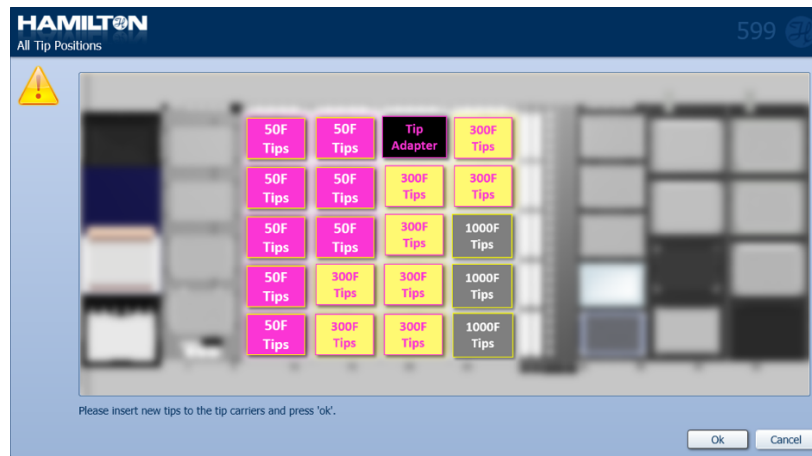 HAMILTON
599
All Tip Positions
50F Tips
50F Tips
Tip Adapter
300F Tips
50F Tips
50F Tips
300F Tips
300F Tips
50F Tips
50F Tips
300F Tips
1000F Tips
50F Tips
300F Tips
300F Tips
1000F Tips
50F Tips
300F Tips
300F Tips
1000F Tips
Please insert new tips to the tip carriers and press 'ok'.
Ok
Cancel